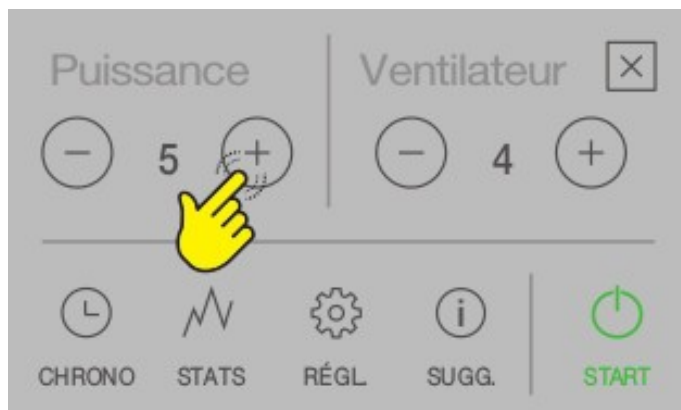 Puissance
Ventilateur
5
4
CHRONO
STATS
RÉGL.
SUGG.
START